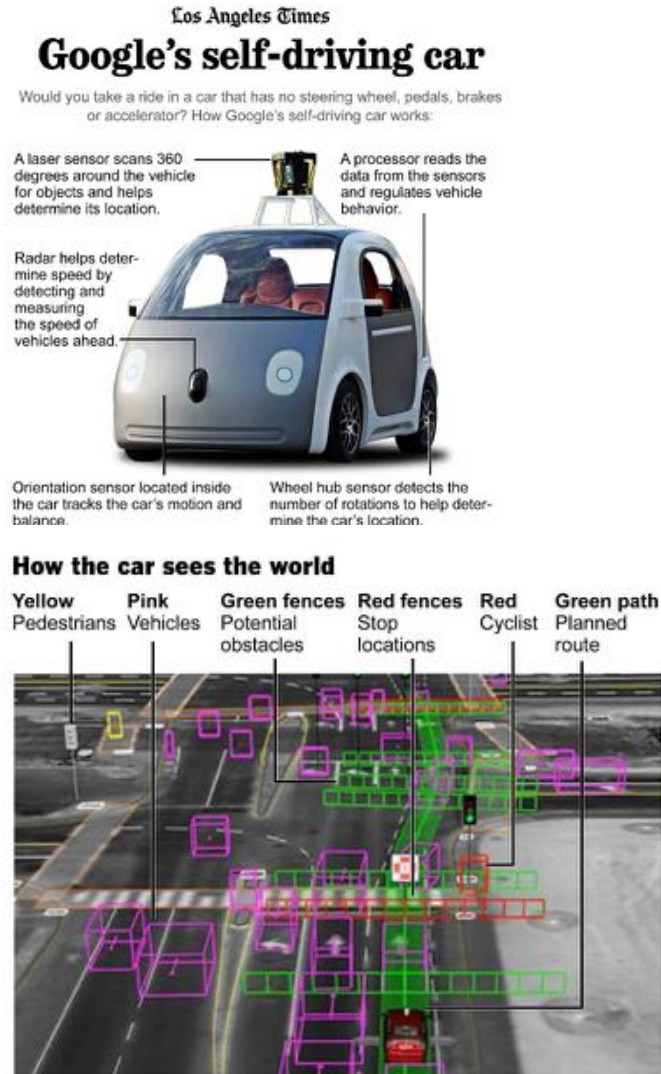 Los Angeles Times
Google's self-driving car
Would you take a ride in a car that has no steering wheel, pedals, brakes
or accelerator? How Google's self-driving car works:
A laser sensor scans 360
degrees around the vehicle
for objects and helps
determine its location.
A processor reads the
data from the sensors
and regulates vehicle
behavior.
Radar helps deter-
mine speed by
detecting and
measuring
the speed of
vehicles ahead.
Orientation sensor located inside
the car tracks the car's motion and
balance.
Wheel hub sensor detects the
number of rotations to help deter-
mine the car's location.
How the car sees the world
Yellow
Pedestrians
Pink
Vehicles
Green fences
Potential
obstacles
Red fences
Stop
locations
Red
Cyclist
Green path
Planned
route